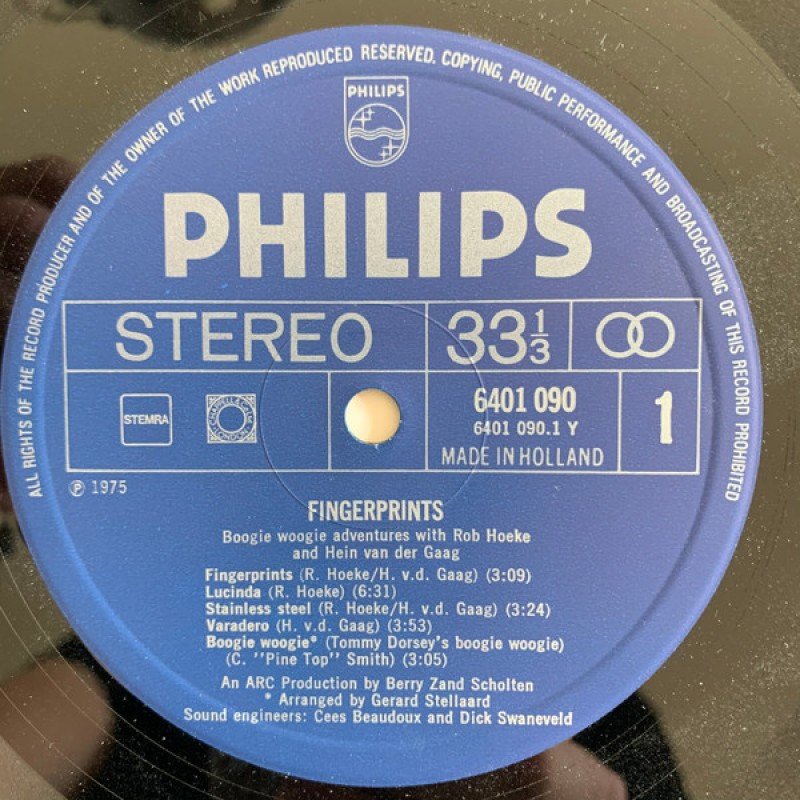 ALL RIGHTS OF THE RECORD PRODUCER AND OF THE OWNER OF THE WORK REPRODUCED RESERVED. COPYING, PUBLIC PERFORMANCE AND BROADCASTING OF THIS RECORD PROHIBITED
PHILIPS
PHILIPS
STEREO 33 1/3
STEMRA 6401 090 1
6401 090.1 Y
MADE IN HOLLAND
℗ 1975
FINGERPRINTS
Boogie woogie adventures with Rob Hoeke
and Hein van der Gaag
Fingerprints (R. Hoeke/H. v.d. Gaag) (3:09)
Lucinda (R. Hoeke) (6:31)
Stainless steel (R. Hoeke/H. v.d. Gaag) (3:24)
Varadero (H. v.d. Gaag) (3:53)
Boogie woogie* (Tommy Dorsey's boogie woogie)
(C. "Pine Top" Smith) (3:05)
An ARC Production by Berry Zand Scholten
* Arranged by Gerard Stellaard
Sound engineers: Cees Beaudoux and Dick Swaneveld